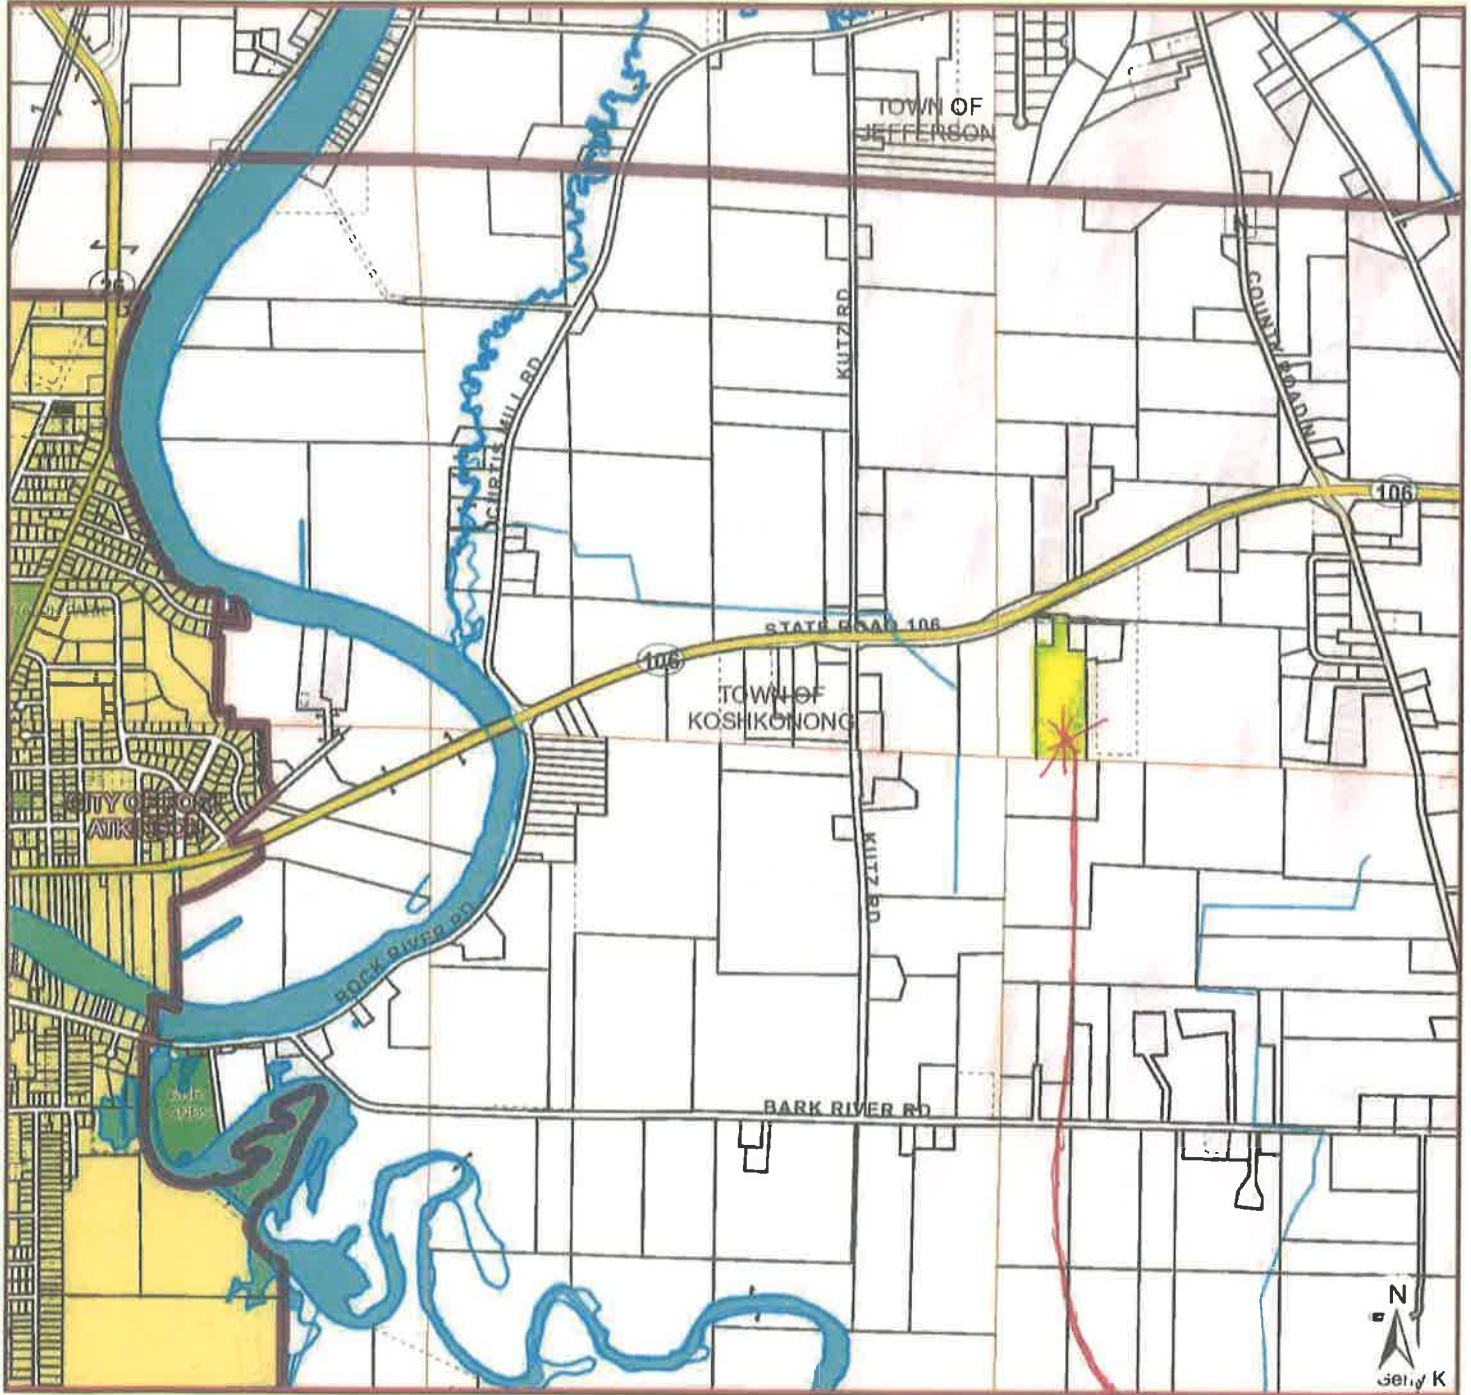 TOWN OF
JEFFERSON
26
KUTZ RD
COUNTY ROAD N
CURTIS MILL RD
106
STATE ROAD 106
106
TOWN OF
KOSHKONONG
CITY OF FORT
ATKINSON
KUTZ RD
ROCK RIVER RD
BARK RIVER RD
N